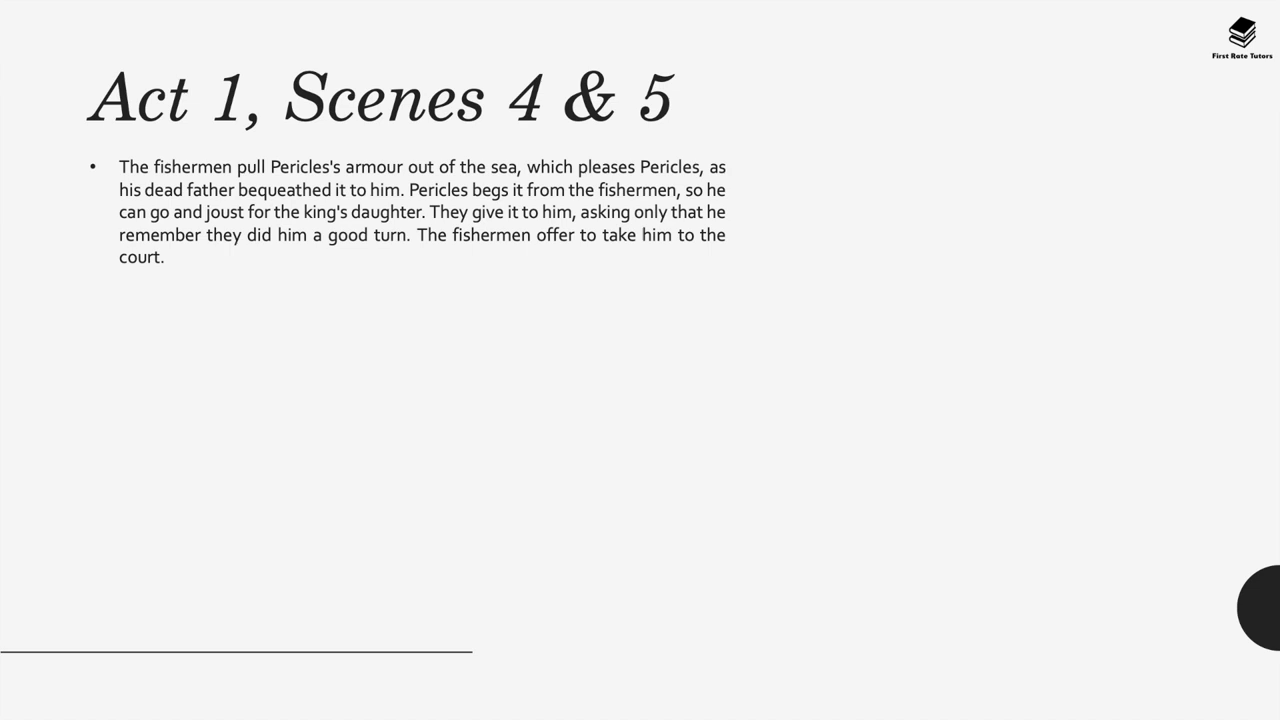 First Rate Tutors
Act 1, Scenes 4 & 5
• The fishermen pull Pericles's armour out of the sea, which pleases Pericles, as
his dead father bequeathed it to him. Pericles begs it from the fishermen, so he
can go and joust for the king's daughter. They give it to him, asking only that he
remember they did him a good turn. The fishermen offer to take him to the
court.